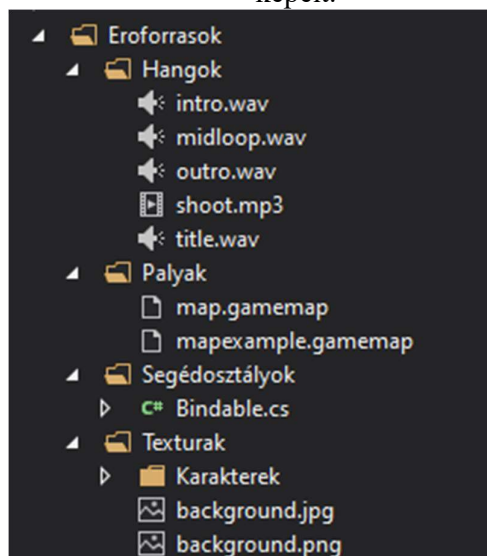 Eroforrasok
Hangok
intro.wav
midloop.wav
outro.wav
shoot.mp3
title.wav
Palyak
map.gamemap
mapexample.gamemap
Segédosztályok
C# Bindable.cs
Texturak
Karakterek
background.jpg
background.png